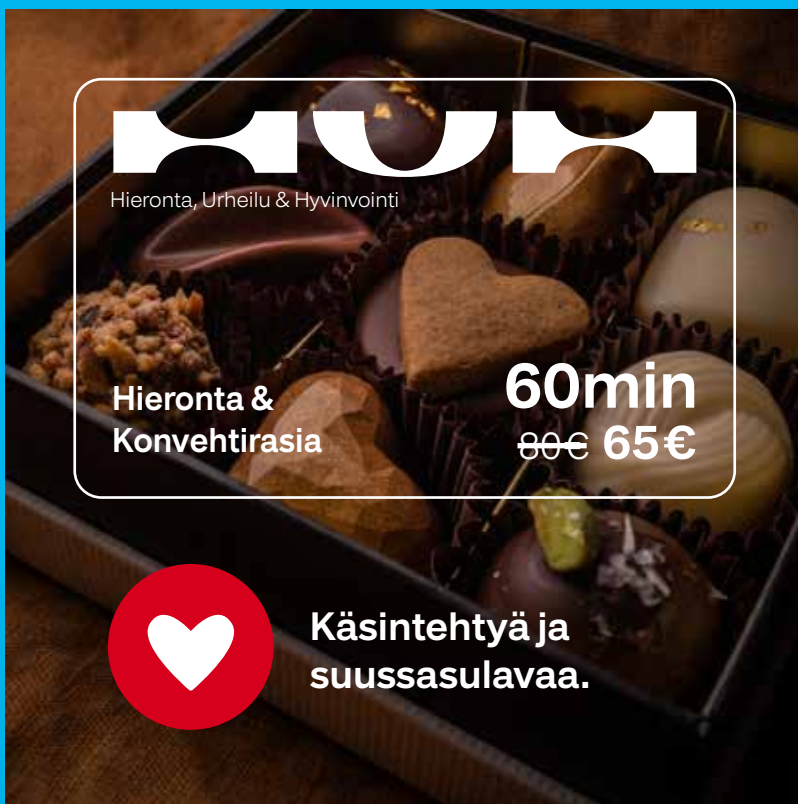 HUH
Hieronta, Urheilu & Hyvinvointi
Hieronta &
Konvehtirasia
60min
80€ 65€
Käsintehtyä ja
suussasulavaa.